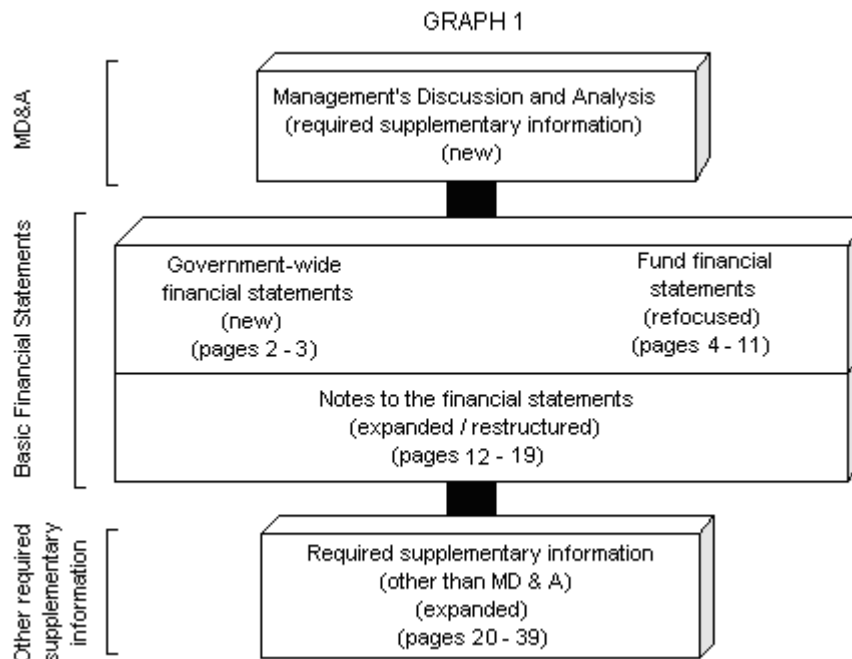 GRAPH 1
MD&A
Management's Discussion and Analysis
(required supplementary information)
(new)
Basic Financial Statements
Government-wide
financial statements
(new)
(pages 2 - 3)
Fund financial
statements
(refocused)
(pages 4 - 11)
Notes to the financial statements
(expanded / restructured)
(pages 12 - 19)
Other required
supplementary
information
Required supplementary information
(other than MD & A)
(expanded)
(pages 20 - 39)